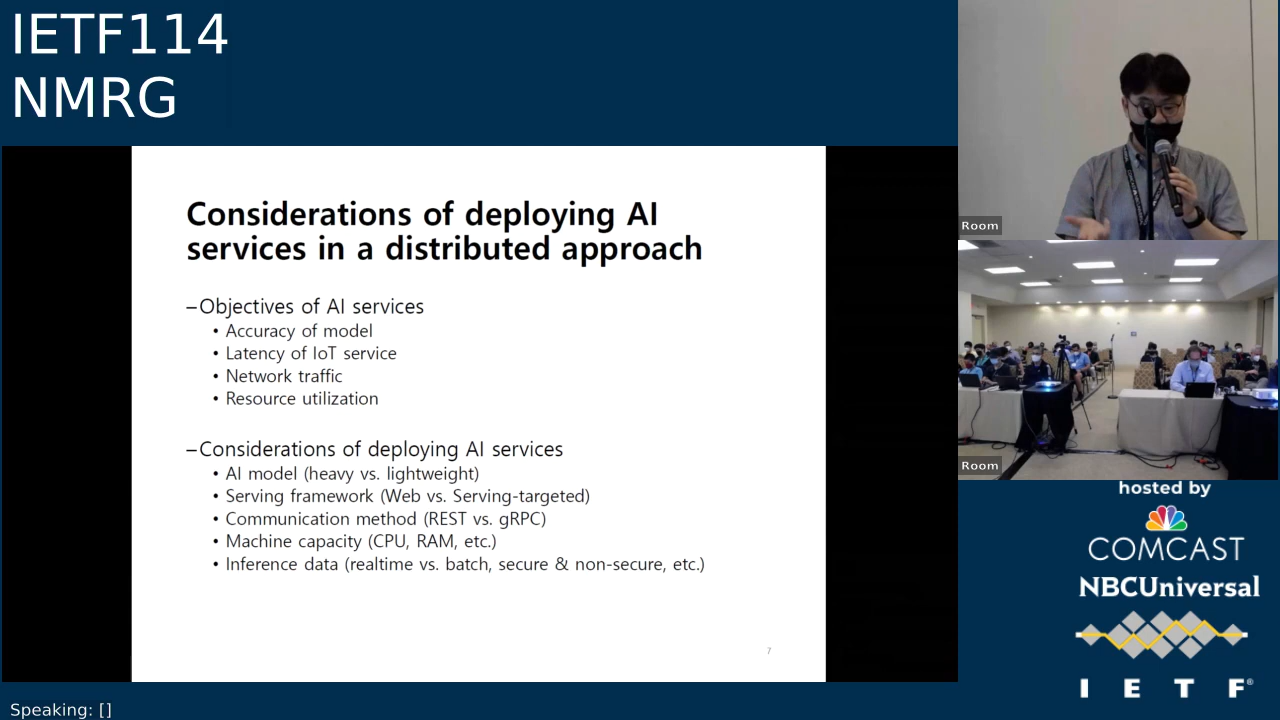 IETF114
NMRG
Considerations of deploying AI
services in a distributed approach
–Objectives of AI services
• Accuracy of model
• Latency of IoT service
• Network traffic
• Resource utilization
–Considerations of deploying AI services
• AI model (heavy vs. lightweight)
• Serving framework (Web vs. Serving-targeted)
• Communication method (REST vs. gRPC)
• Machine capacity (CPU, RAM, etc.)
• Inference data (realtime vs. batch, secure & non-secure, etc.)
7
Room
Room
hosted by
COMCAST
NBCUniversal
I E T F®
Speaking: []